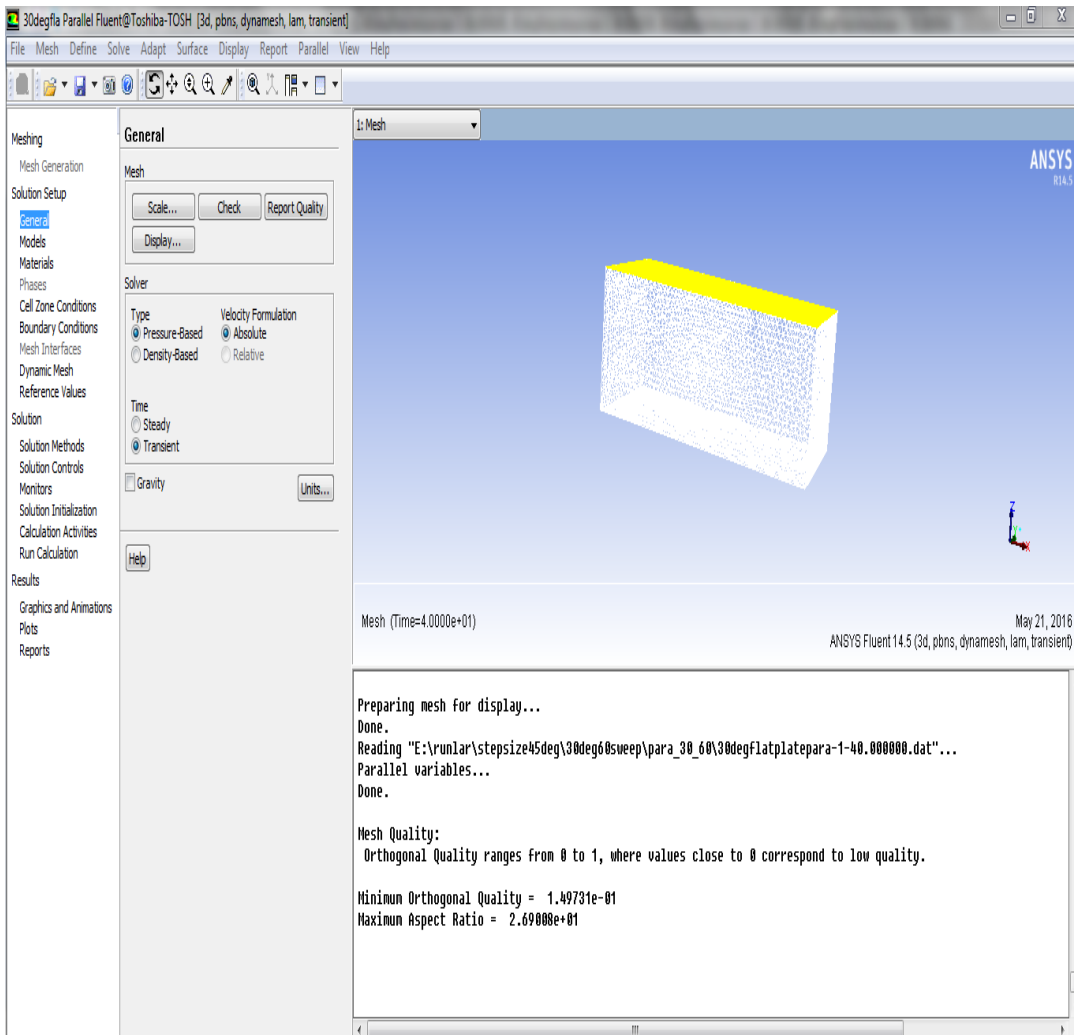 30degfla Parallel Fluent@Toshiba-TOSH [3d, pbns, dynamesh, lam, transient]
File Mesh Define Solve Adapt Surface Display Report Parallel View Help
Meshing
Mesh Generation
Solution Setup
General
Models
Materials
Phases
Cell Zone Conditions
Boundary Conditions
Mesh Interfaces
Dynamic Mesh
Reference Values
Solution
Solution Methods
Solution Controls
Monitors
Solution Initialization
Calculation Activities
Run Calculation
Results
Graphics and Animations
Plots
Reports
General
Mesh
Scale... Check Report Quality
Display...
Solver
Type Velocity Formulation
Pressure-Based Absolute
Density-Based Relative
Time
Steady
Transient
Gravity Units...
Help
1: Mesh
ANSYS
R14.5
Z
Y
X
Mesh (Time=4.0000e+01) May 21, 2016
ANSYS Fluent 14.5 (3d, pbns, dynamesh, lam, transient)
Preparing mesh for display...
Done.
Reading "E:\runlar\stepsize45deg\30deg60sweep\para_30_60\30degflatplatepara-1-40.000000.dat"...
Parallel variables...
Done.
Mesh Quality:
Orthogonal Quality ranges from 0 to 1, where values close to 0 correspond to low quality.
Minimum Orthogonal Quality = 1.49731e-01
Maximum Aspect Ratio = 2.69008e+01